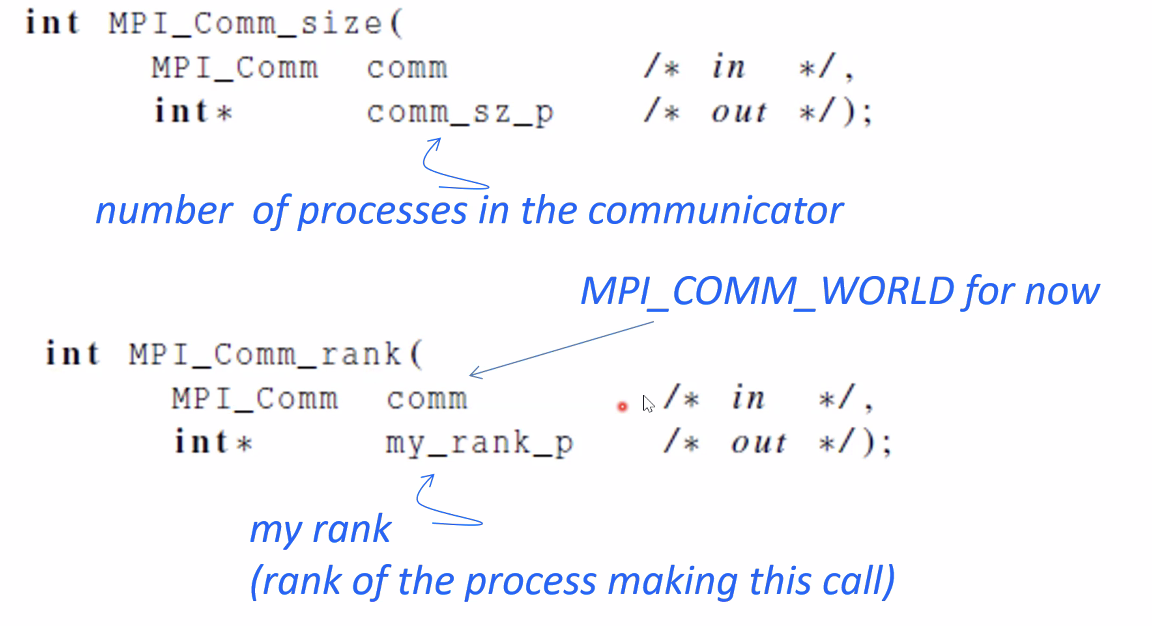 int MPI_Comm_size(
MPI_Comm comm /* in */,
int* comm_sz_p /* out */);
number of processes in the communicator
MPI_COMM_WORLD for now
int MPI_Comm_rank(
MPI_Comm comm /* in */,
int* my_rank_p /* out */);
my rank
(rank of the process making this call)